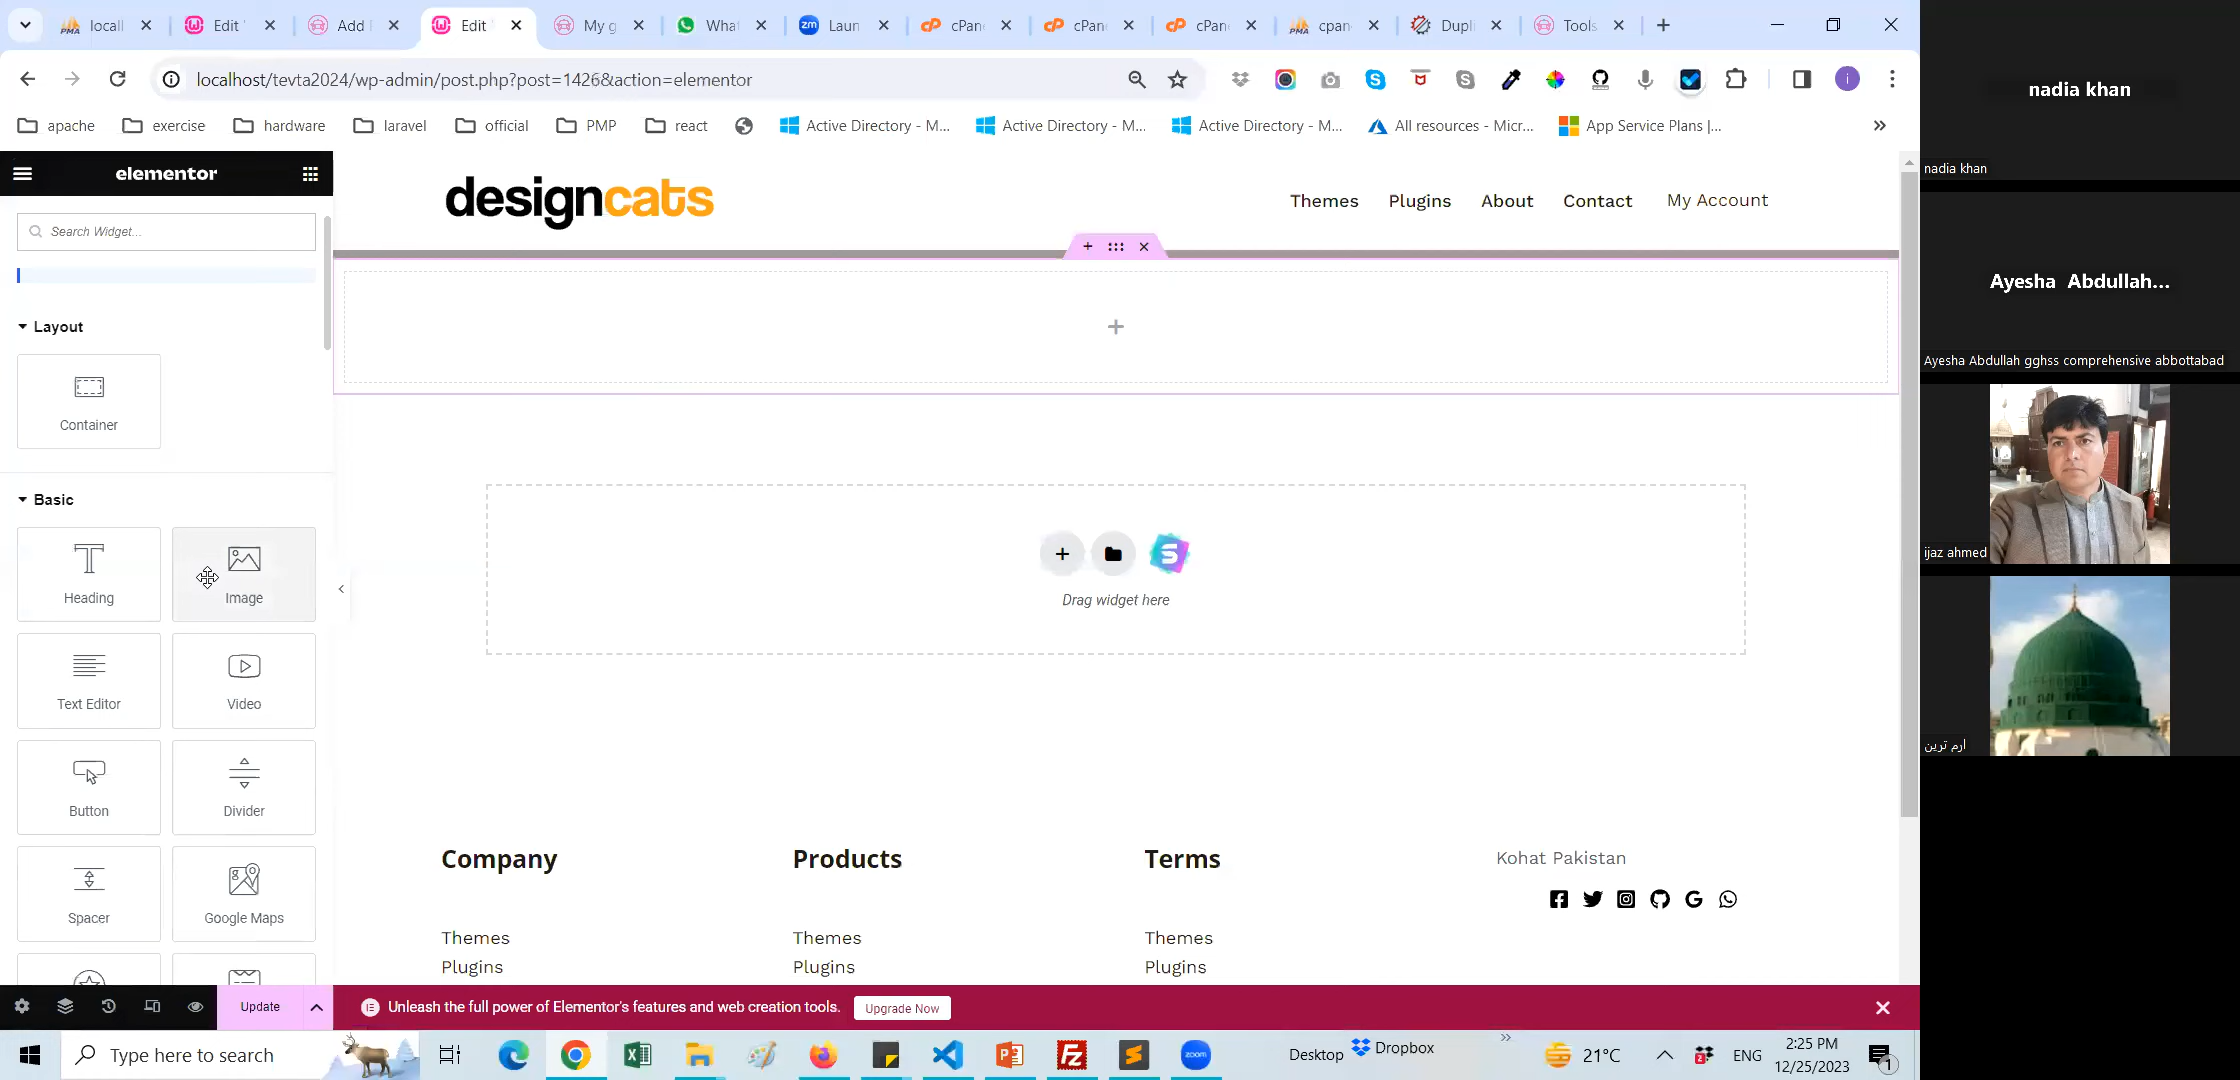 locall
Edit '
Add F
Edit '
My g
What
Laun
cPane
cPane
cPane
cpan
Dupli
Tools
localhost/tevta2024/wp-admin/post.php?post=1426&action=elementor
apache
exercise
hardware
laravel
official
PMP
react
Active Directory - M...
Active Directory - M...
Active Directory - M...
All resources - Micr...
App Service Plans |...
elementor
Search Widget...
Layout
Container
Basic
Heading
Image
Text Editor
Video
Button
Divider
Spacer
Google Maps
Update
designcats
Themes
Plugins
About
Contact
My Account
Drag widget here
Company
Products
Terms
Kohat Pakistan
Themes
Themes
Themes
Plugins
Plugins
Plugins
Unleash the full power of Elementor's features and web creation tools.
Upgrade Now
Type here to search
Desktop
Dropbox
21°C
ENG
2:25 PM
12/25/2023
1
nadia khan
nadia khan
Ayesha Abdullah...
Ayesha Abdullah gghss comprehensive abbottabad
ijaz ahmed
ارم ترین